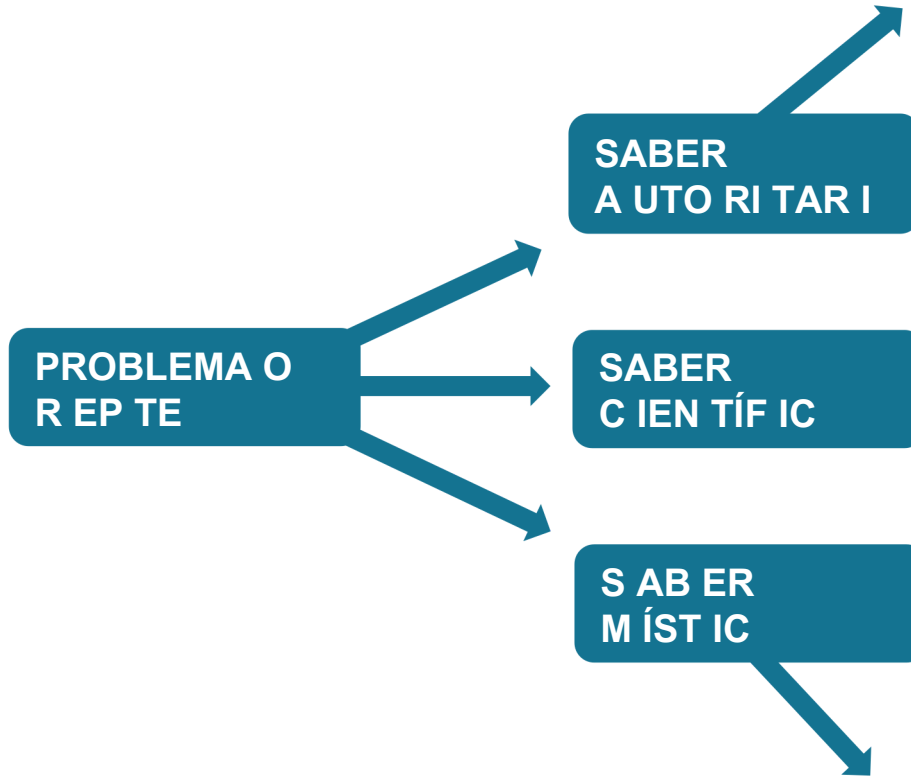 SABER
A UTO RI TAR I
PROBLEMA O
R EP TE
SABER
C IEN TÍF IC
S AB ER
M ÍST IC